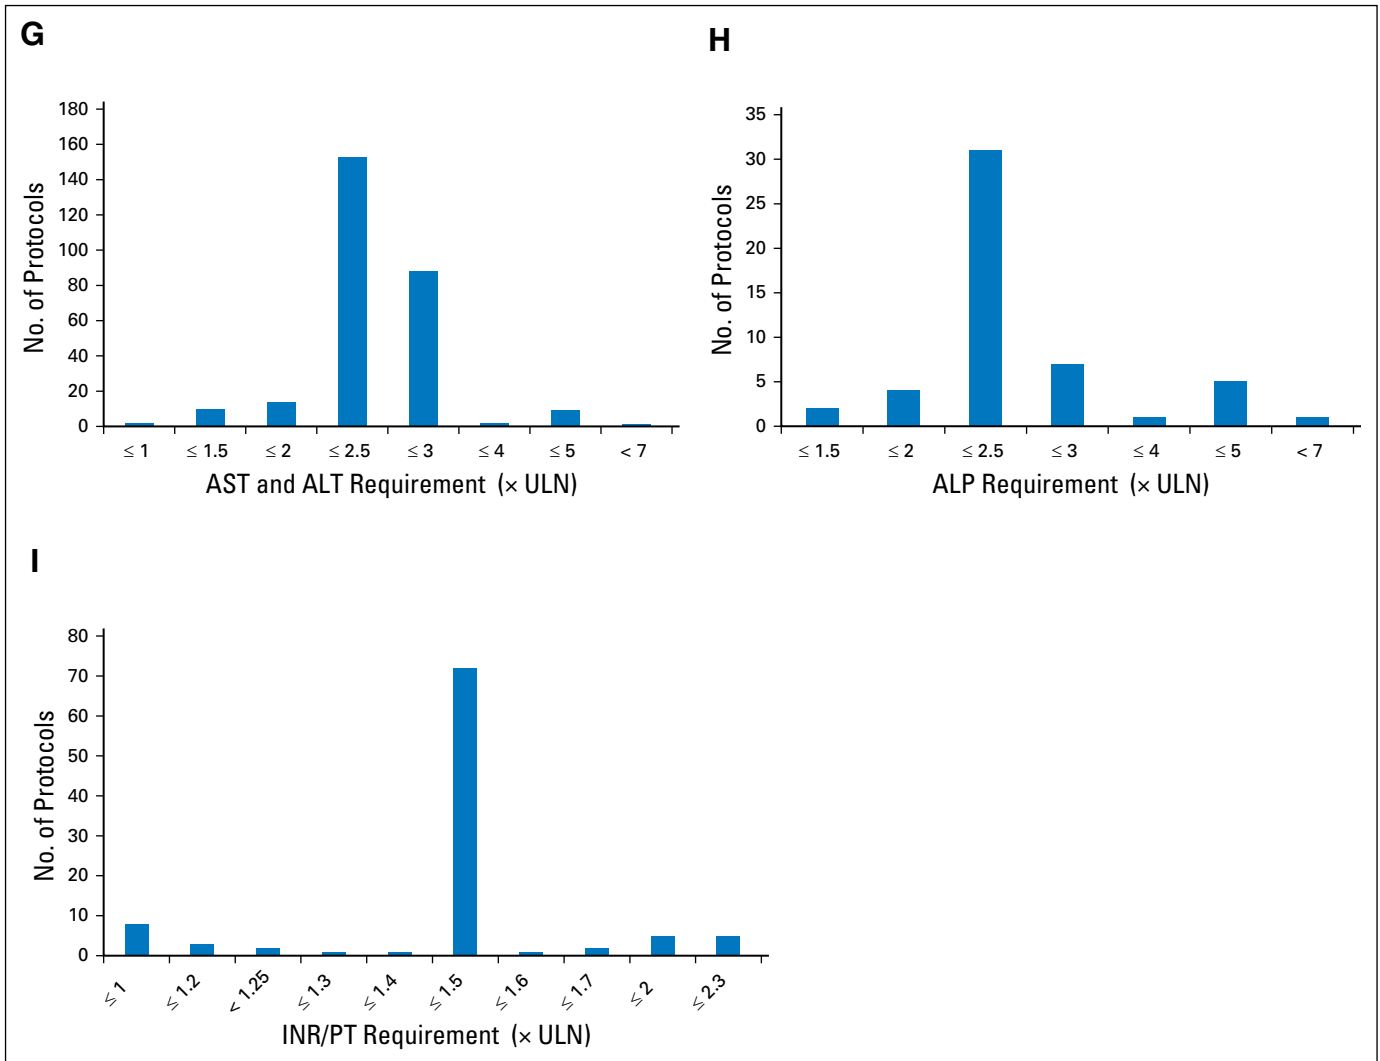 G
180
160
140
120
100
80
60
40
20
0
No. of Protocols
≤ 1 ≤ 1.5 ≤ 2 ≤ 2.5 ≤ 3 ≤ 4 ≤ 5 < 7
AST and ALT Requirement (× ULN)
H
35
30
25
20
15
10
5
0
No. of Protocols
≤ 1.5 ≤ 2 ≤ 2.5 ≤ 3 ≤ 4 ≤ 5 < 7
ALP Requirement (× ULN)
I
80
70
60
50
40
30
20
10
0
No. of Protocols
≤ 1 ≤ 1.2 < 1.25 ≤ 1.3 ≤ 1.4 ≤ 1.5 ≤ 1.6 ≤ 1.7 ≤ 2 ≤ 2.3
INR/PT Requirement (× ULN)